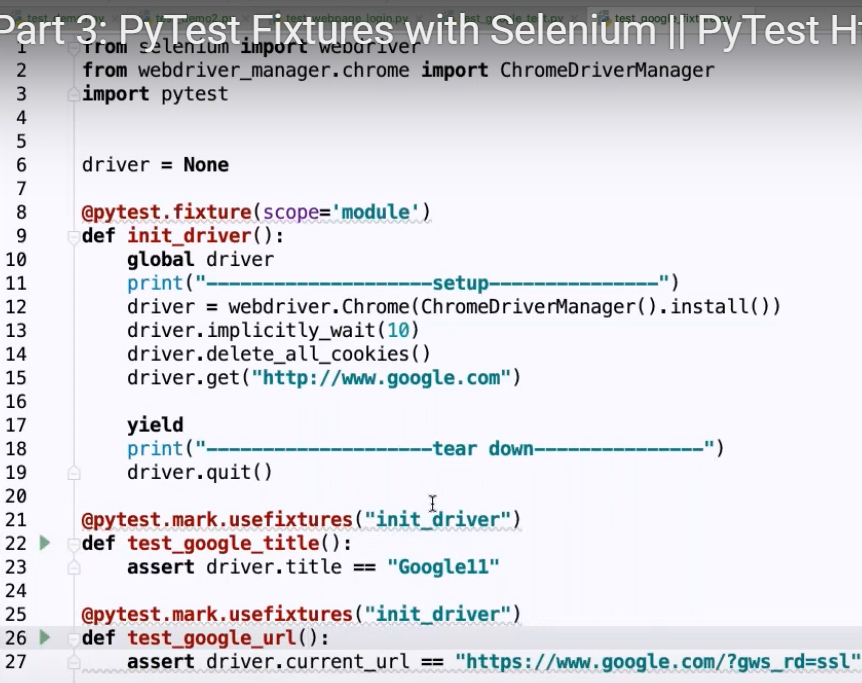 Part 3: PyTest Fixtures with Selenium || PyTest H
1 from selenium import webdriver
2 from webdriver_manager.chrome import ChromeDriverManager
3 import pytest
4
5
6 driver = None
7
8 @pytest.fixture(scope='module')
9 def init_driver():
10 global driver
11 print("--------------------setup---------------")
12 driver = webdriver.Chrome(ChromeDriverManager().install())
13 driver.implicitly_wait(10)
14 driver.delete_all_cookies()
15 driver.get("http://www.google.com")
16
17 yield
18 print("--------------------tear down---------------")
19 driver.quit()
20
21 @pytest.mark.usefixtures("init_driver")
22 def test_google_title():
23 assert driver.title == "Google11"
24
25 @pytest.mark.usefixtures("init_driver")
26 def test_google_url():
27 assert driver.current_url == "https://www.google.com/?gws_rd=ssl"